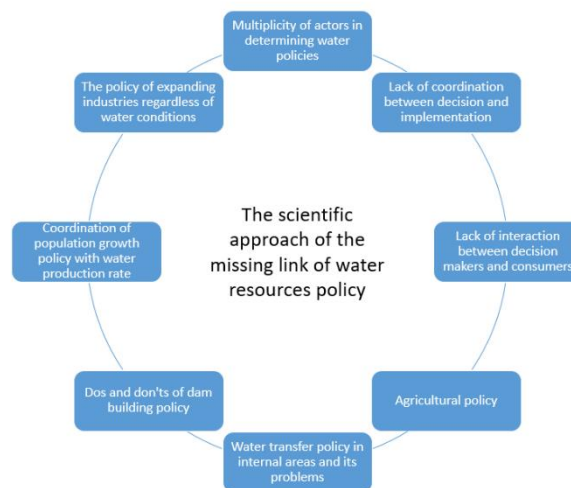 Multiplicity of actors in
determining water
policies
Lack of coordination
between decision and
implementation
Lack of interaction
between decision
makers and consumers
Agricultural policy
Water transfer policy in
internal areas and its
problems
Dos and don'ts of dam
building policy
Coordination of
population growth
policy with water
production rate
The policy of expanding
industries regardless of
water conditions
The scientific
approach of the
missing link of water
resources policy